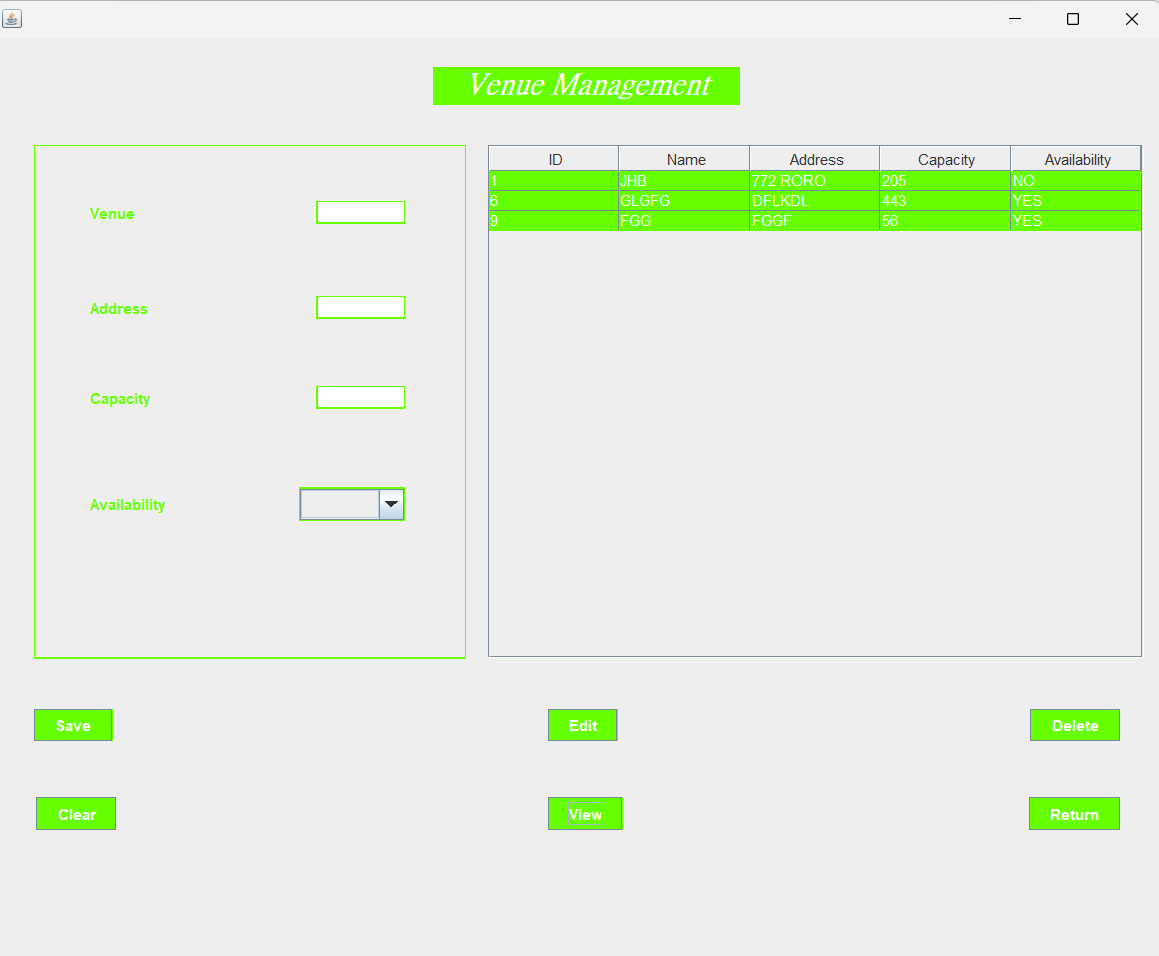 Venue Management
Venue
Address
Capacity
Availability
ID Name Address Capacity Availability
1 JHB 772 RORO 205 NO
6 GLGFG DFLKDL 443 YES
9 FGG FGGF 56 YES
Save Edit Delete
Clear View Return